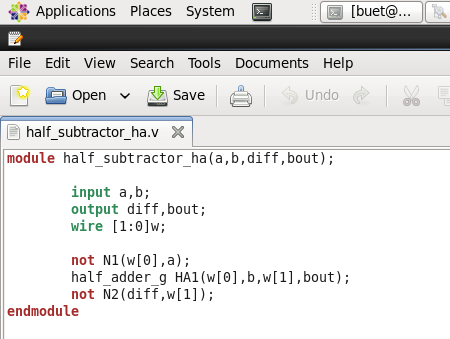 Applications Places System [buet@...
File Edit View Search Tools Documents Help
Open Save Undo
half_subtractor_ha.v
module half_subtractor_ha(a,b,diff,bout);
input a,b;
output diff,bout;
wire [1:0]w;
not N1(w[0],a);
half_adder_g HA1(w[0],b,w[1],bout);
not N2(diff,w[1]);
endmodule